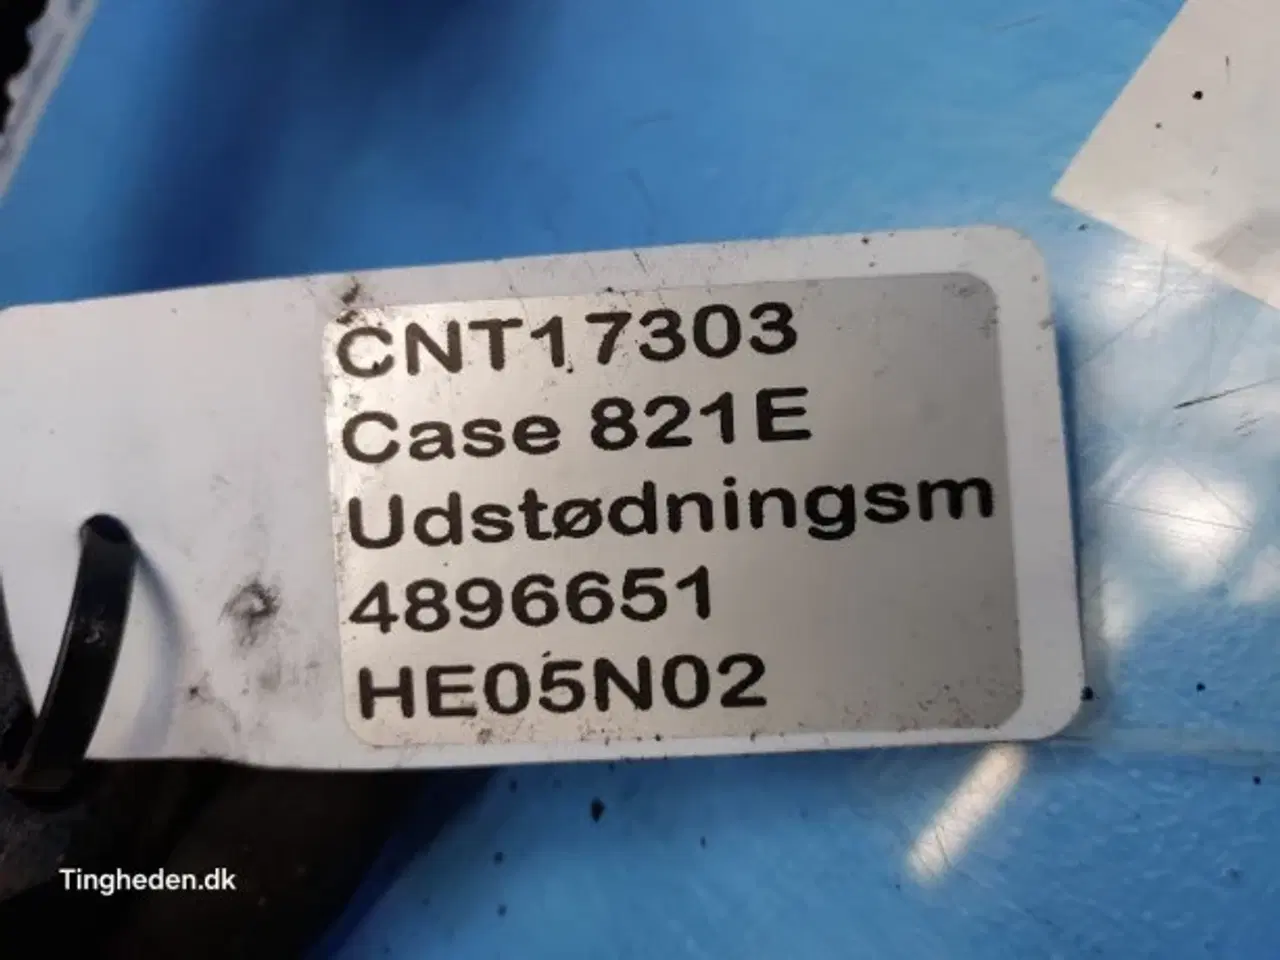 CNT17303
Case 821E
Udstødningsm
4896651
HE05N02
Tingheden.dk